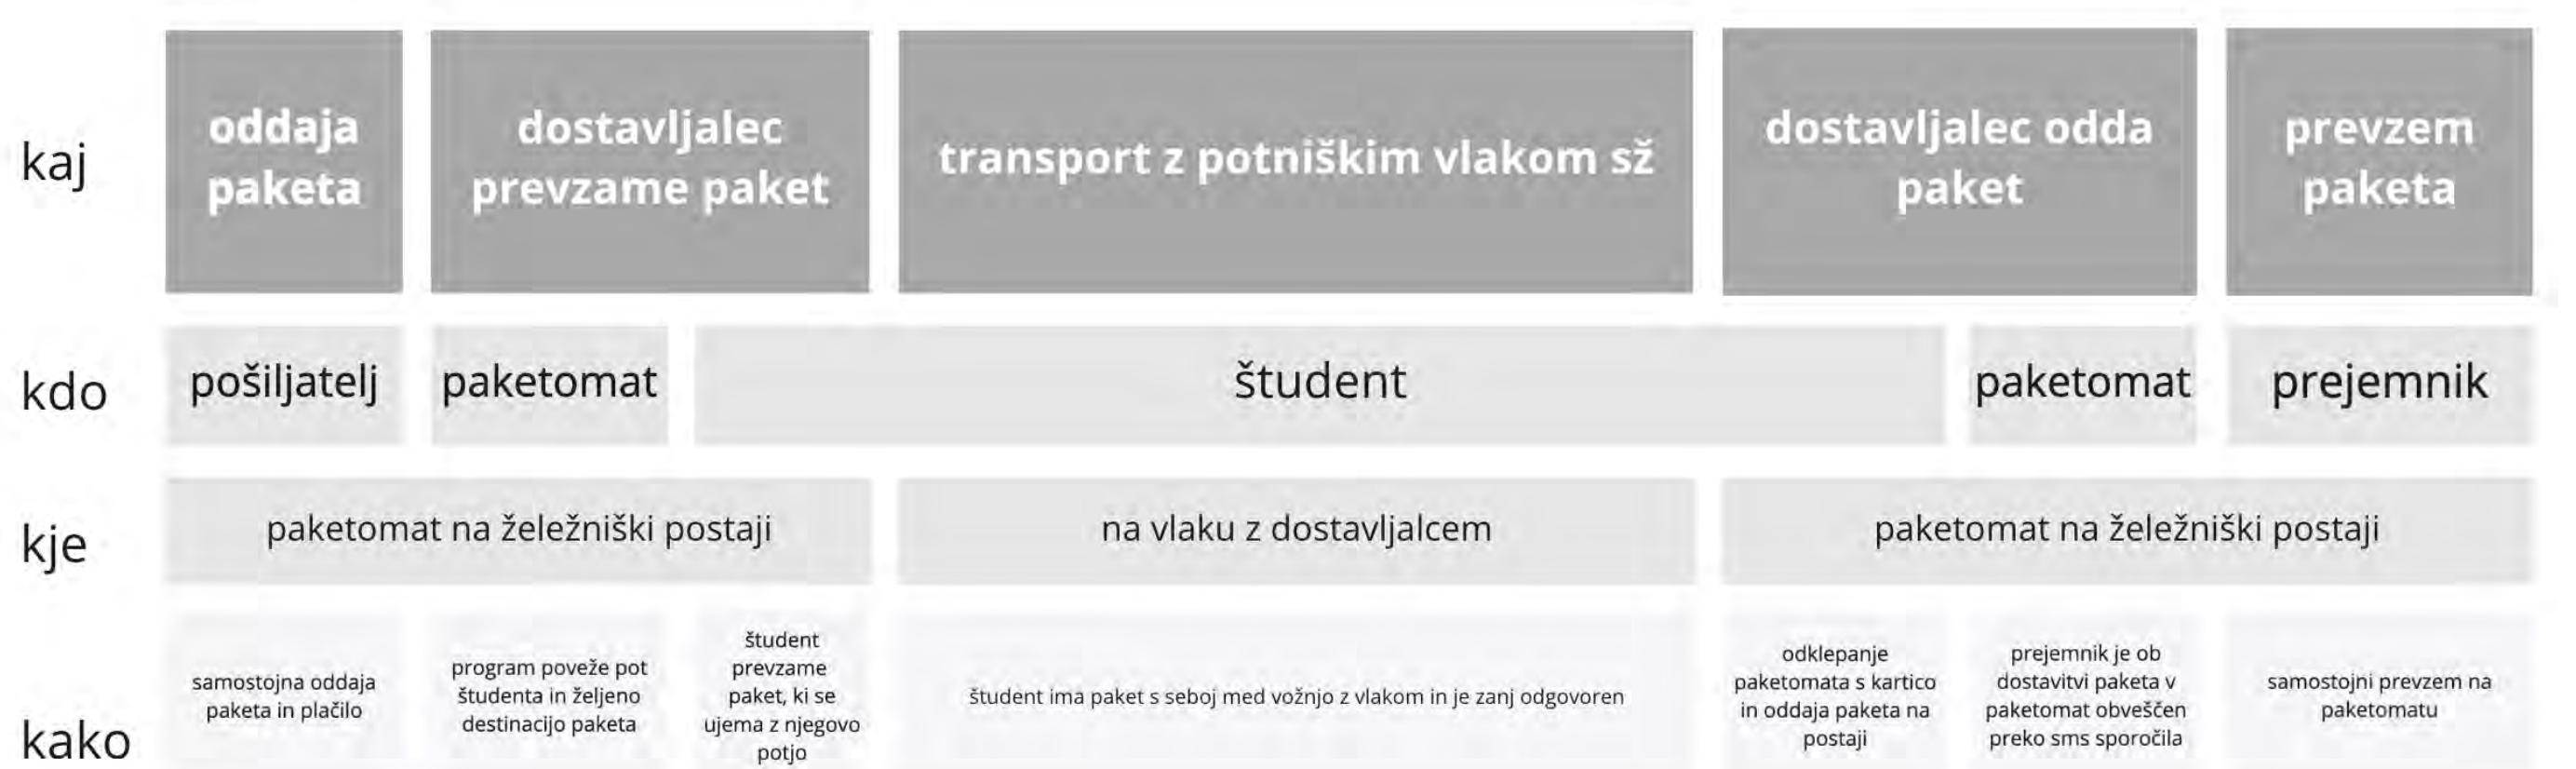 kaj
oddaja
paketa
dostavljalec
prevzame paket
transport z potniškim vlakom sž
dostavljalec odda
paket
prevzem
paketa
kdo
pošiljatelj
paketomat
študent
paketomat
prejemnik
kje
paketomat na želežniški postaji
na vlaku z dostavljalcem
paketomat na želežniški postaji
kako
samostojna oddaja
paketa in plačilo
program poveže pot
študenta in željeno
destinacijo paketa
študent
prevzame
paket, ki se
ujema z njegovo
potjo
študent ima paket s seboj med vožnjo z vlakom in je zanj odgovoren
odklepanje
paketomata s kartico
in oddaja paketa na
postaji
prejemnik je ob
dostavitvi paketa v
paketomat obveščen
preko sms sporočila
samostojni prevzem na
paketomatu